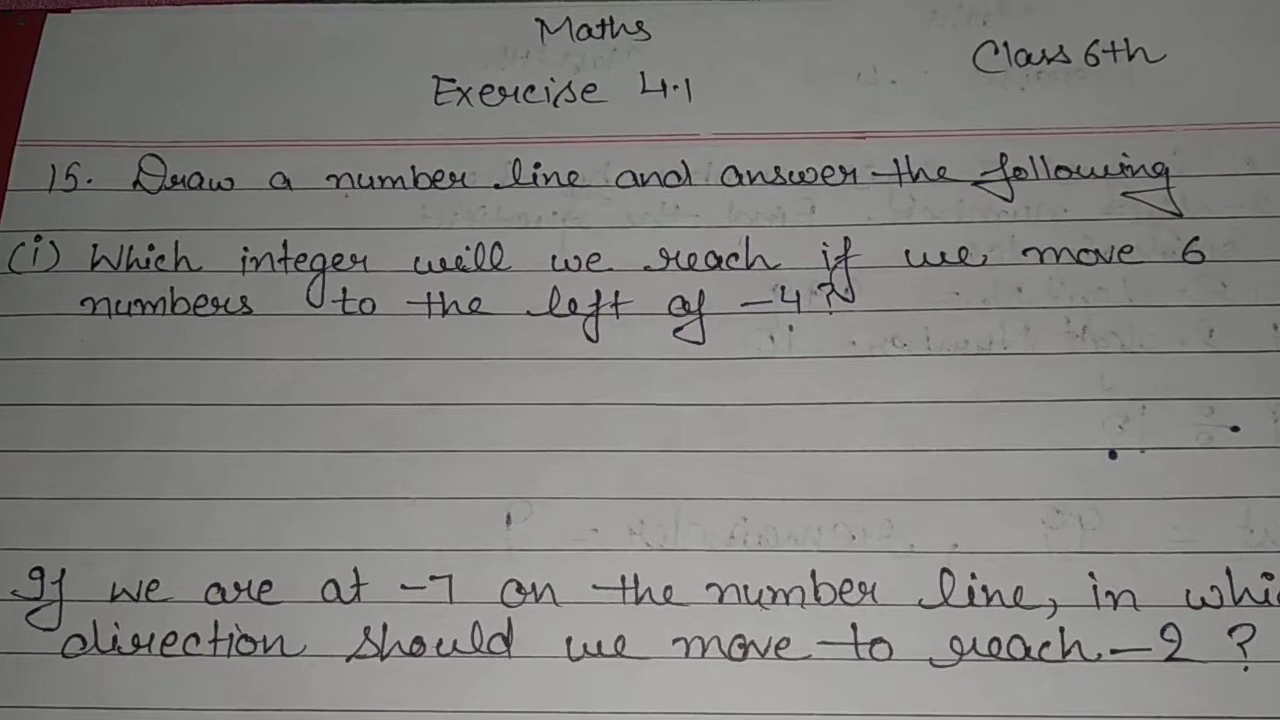 Maths
Class 6th
Exercise 4.1
15. Draw a number line and answer the following
(i) Which integer will we reach if we move 6
numbers to the left of -4?
If we are at -7 on the number line, in whi
direction should we move to reach -2 ?